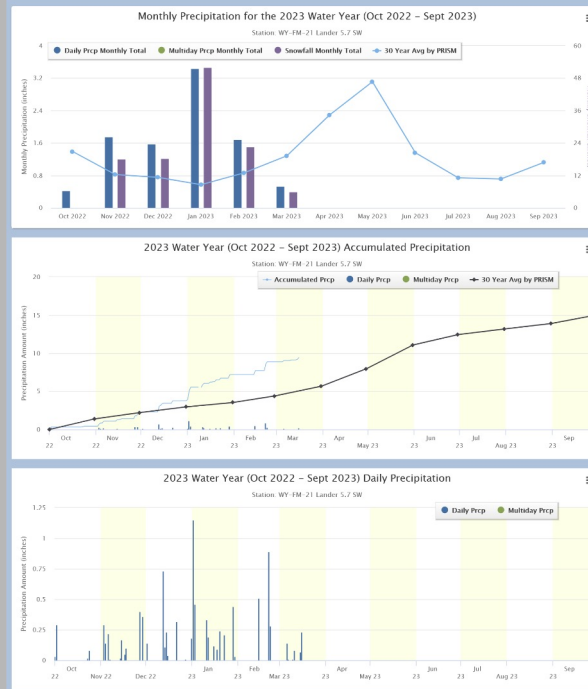 Monthly Precipitation for the 2023 Water Year (Oct 2022 – Sept 2023)
Station: WY-FM-21 Lander 5.7 SW
Daily Prcp Monthly Total Multiday Prcp Monthly Total Snowfall Monthly Total 30 Year Avg by PRISM
Monthly Precipitation (inches)
4
3.2
2.4
1.6
0.8
0
60
48
36
24
12
0
Oct 2022 Nov 2022 Dec 2022 Jan 2023 Feb 2023 Mar 2023 Apr 2023 May 2023 Jun 2023 Jul 2023 Aug 2023 Sep 2023
2023 Water Year (Oct 2022 – Sept 2023) Accumulated Precipitation
Station: WY-FM-21 Lander 5.7 SW
Accumulated Prcp Daily Prcp Multiday Prcp 30 Year Avg by PRISM
Precipitation Amount (inches)
20
15
10
5
0
Oct Nov Dec Jan Feb Mar Apr Jun Jul Sep
22 22 22 23 23 23 23 May 23 23 23 Aug 23 23
2023 Water Year (Oct 2022 – Sept 2023) Daily Precipitation
Station: WY-FM-21 Lander 5.7 SW
Daily Prcp Multiday Prcp
Precipitation Amount (inches)
1.25
1
0.75
0.5
0.25
0
Oct Jan Feb Apr Jun Jul Sep
22 Nov 22 Dec 22 23 23 Mar 23 23 May 23 23 23 Aug 23 23